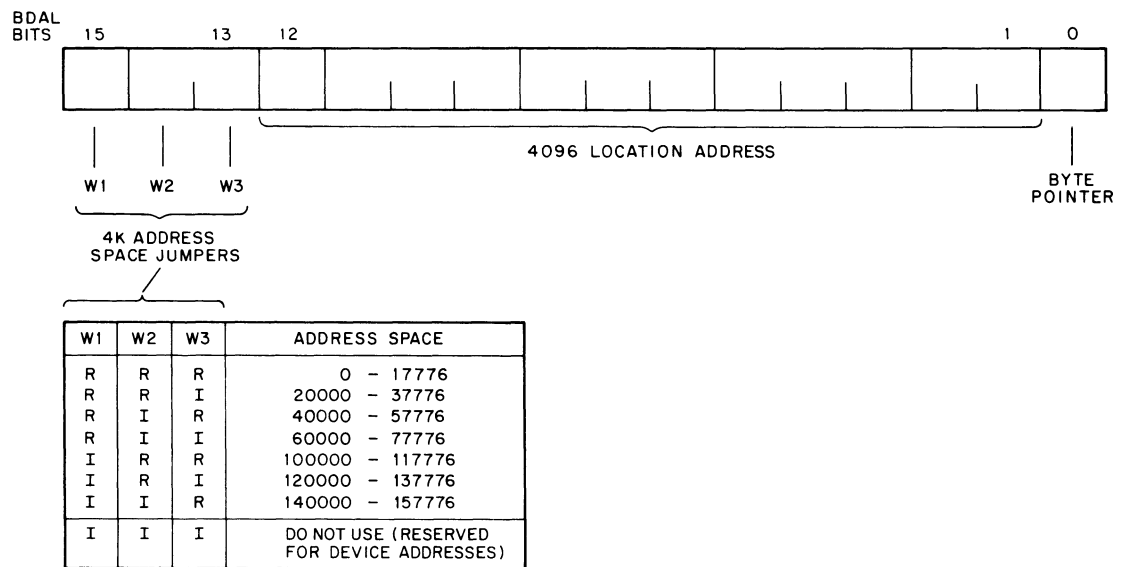 BDAL
BITS 15 13 12 1 0
4096 LOCATION ADDRESS
BYTE
POINTER
W1 W2 W3
4K ADDRESS
SPACE JUMPERS
W1 W2 W3 ADDRESS SPACE
R R R 0 – 17776
R R I 20000 – 37776
R I R 40000 – 57776
R I I 60000 – 77776
I R R 100000 – 117776
I R I 120000 – 137776
I I R 140000 – 157776
I I I DO NOT USE (RESERVED
FOR DEVICE ADDRESSES)